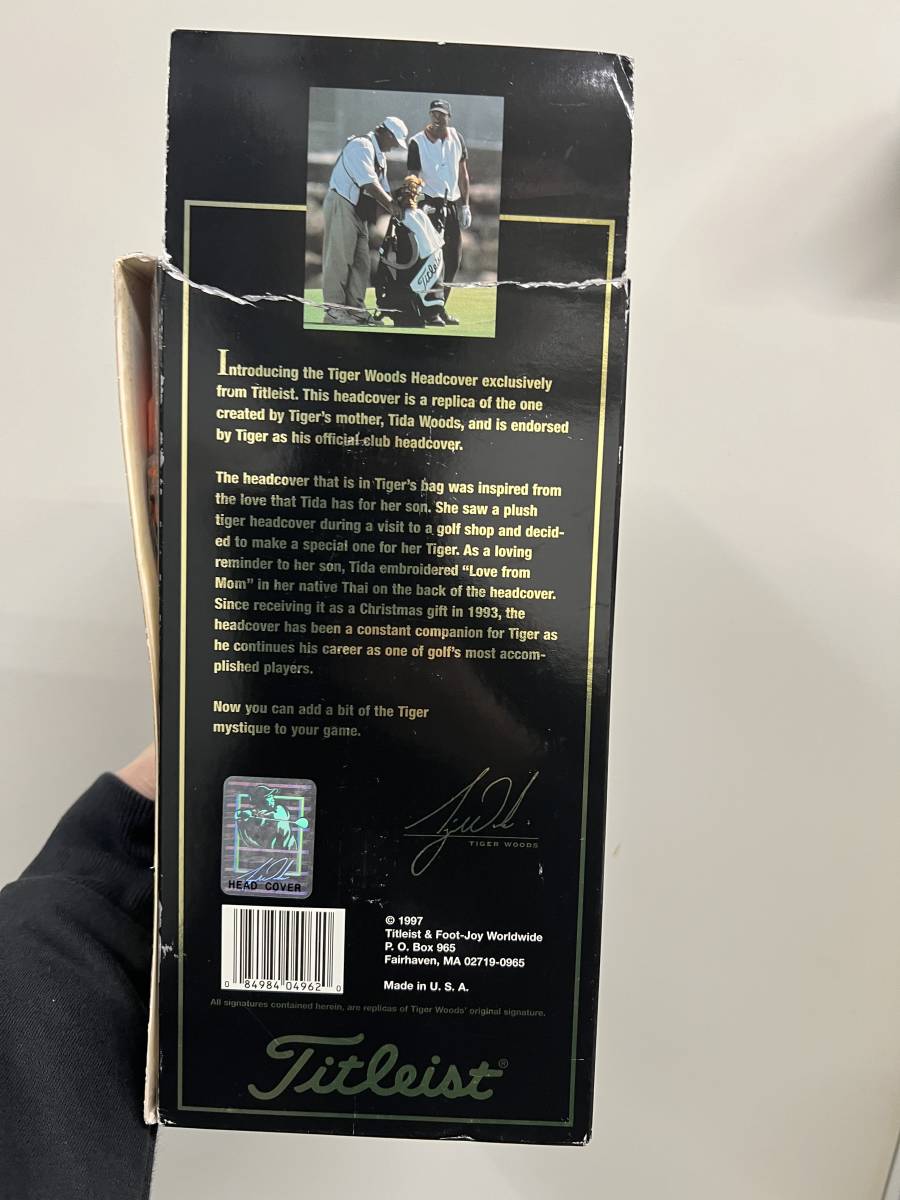 Titleist
Introducing the Tiger Woods Headcover exclusively
from Titleist. This headcover is a replica of the one
created by Tiger's mother, Tida Woods, and is endorsed
by Tiger as his official club headcover.
The headcover that is in Tiger's bag was inspired from
the love that Tida has for her son. She saw a plush
tiger headcover during a visit to a golf shop and decid-
ed to make a special one for her Tiger. As a loving
reminder to her son, Tida embroidered “Love from
Mom” in her native Thai on the back of the headcover.
Since receiving it as a Christmas gift in 1993, the
headcover has been a constant companion for Tiger as
he continues his career as one of golf's most accom-
plished players.
Now you can add a bit of the Tiger
mystique to your game.
Tiger Woods
TIGER WOODS
Tiger Woods
HEAD COVER
© 1997
Titleist & Foot-Joy Worldwide
P. O. Box 965
Fairhaven, MA 02719-0965
Made in U. S. A.
0 84984 04962 0
All signatures contained herein, are replicas of Tiger Woods' original signature.
Titleist®